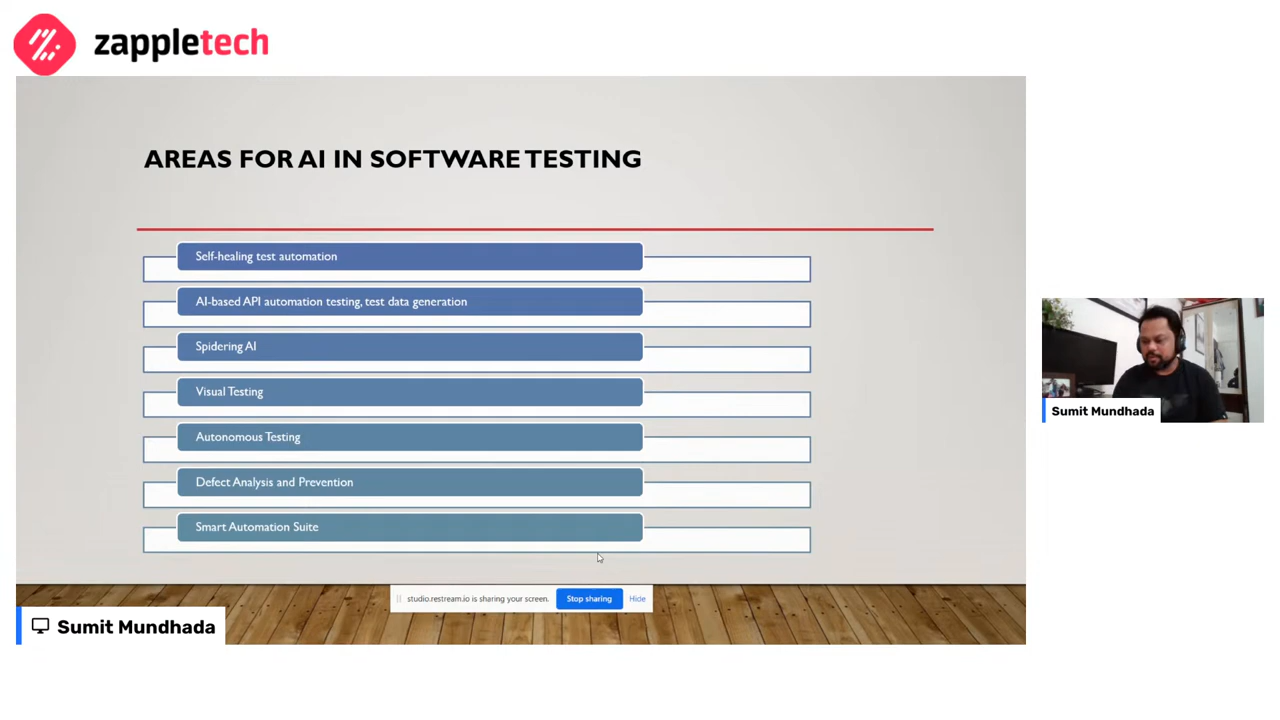 zappletech
AREAS FOR AI IN SOFTWARE TESTING
Self-healing test automation
AI-based API automation testing, test data generation
Spidering AI
Visual Testing
Autonomous Testing
Defect Analysis and Prevention
Smart Automation Suite
studio.restream.io is sharing your screen. Stop sharing Hide
Sumit Mundhada
Sumit Mundhada